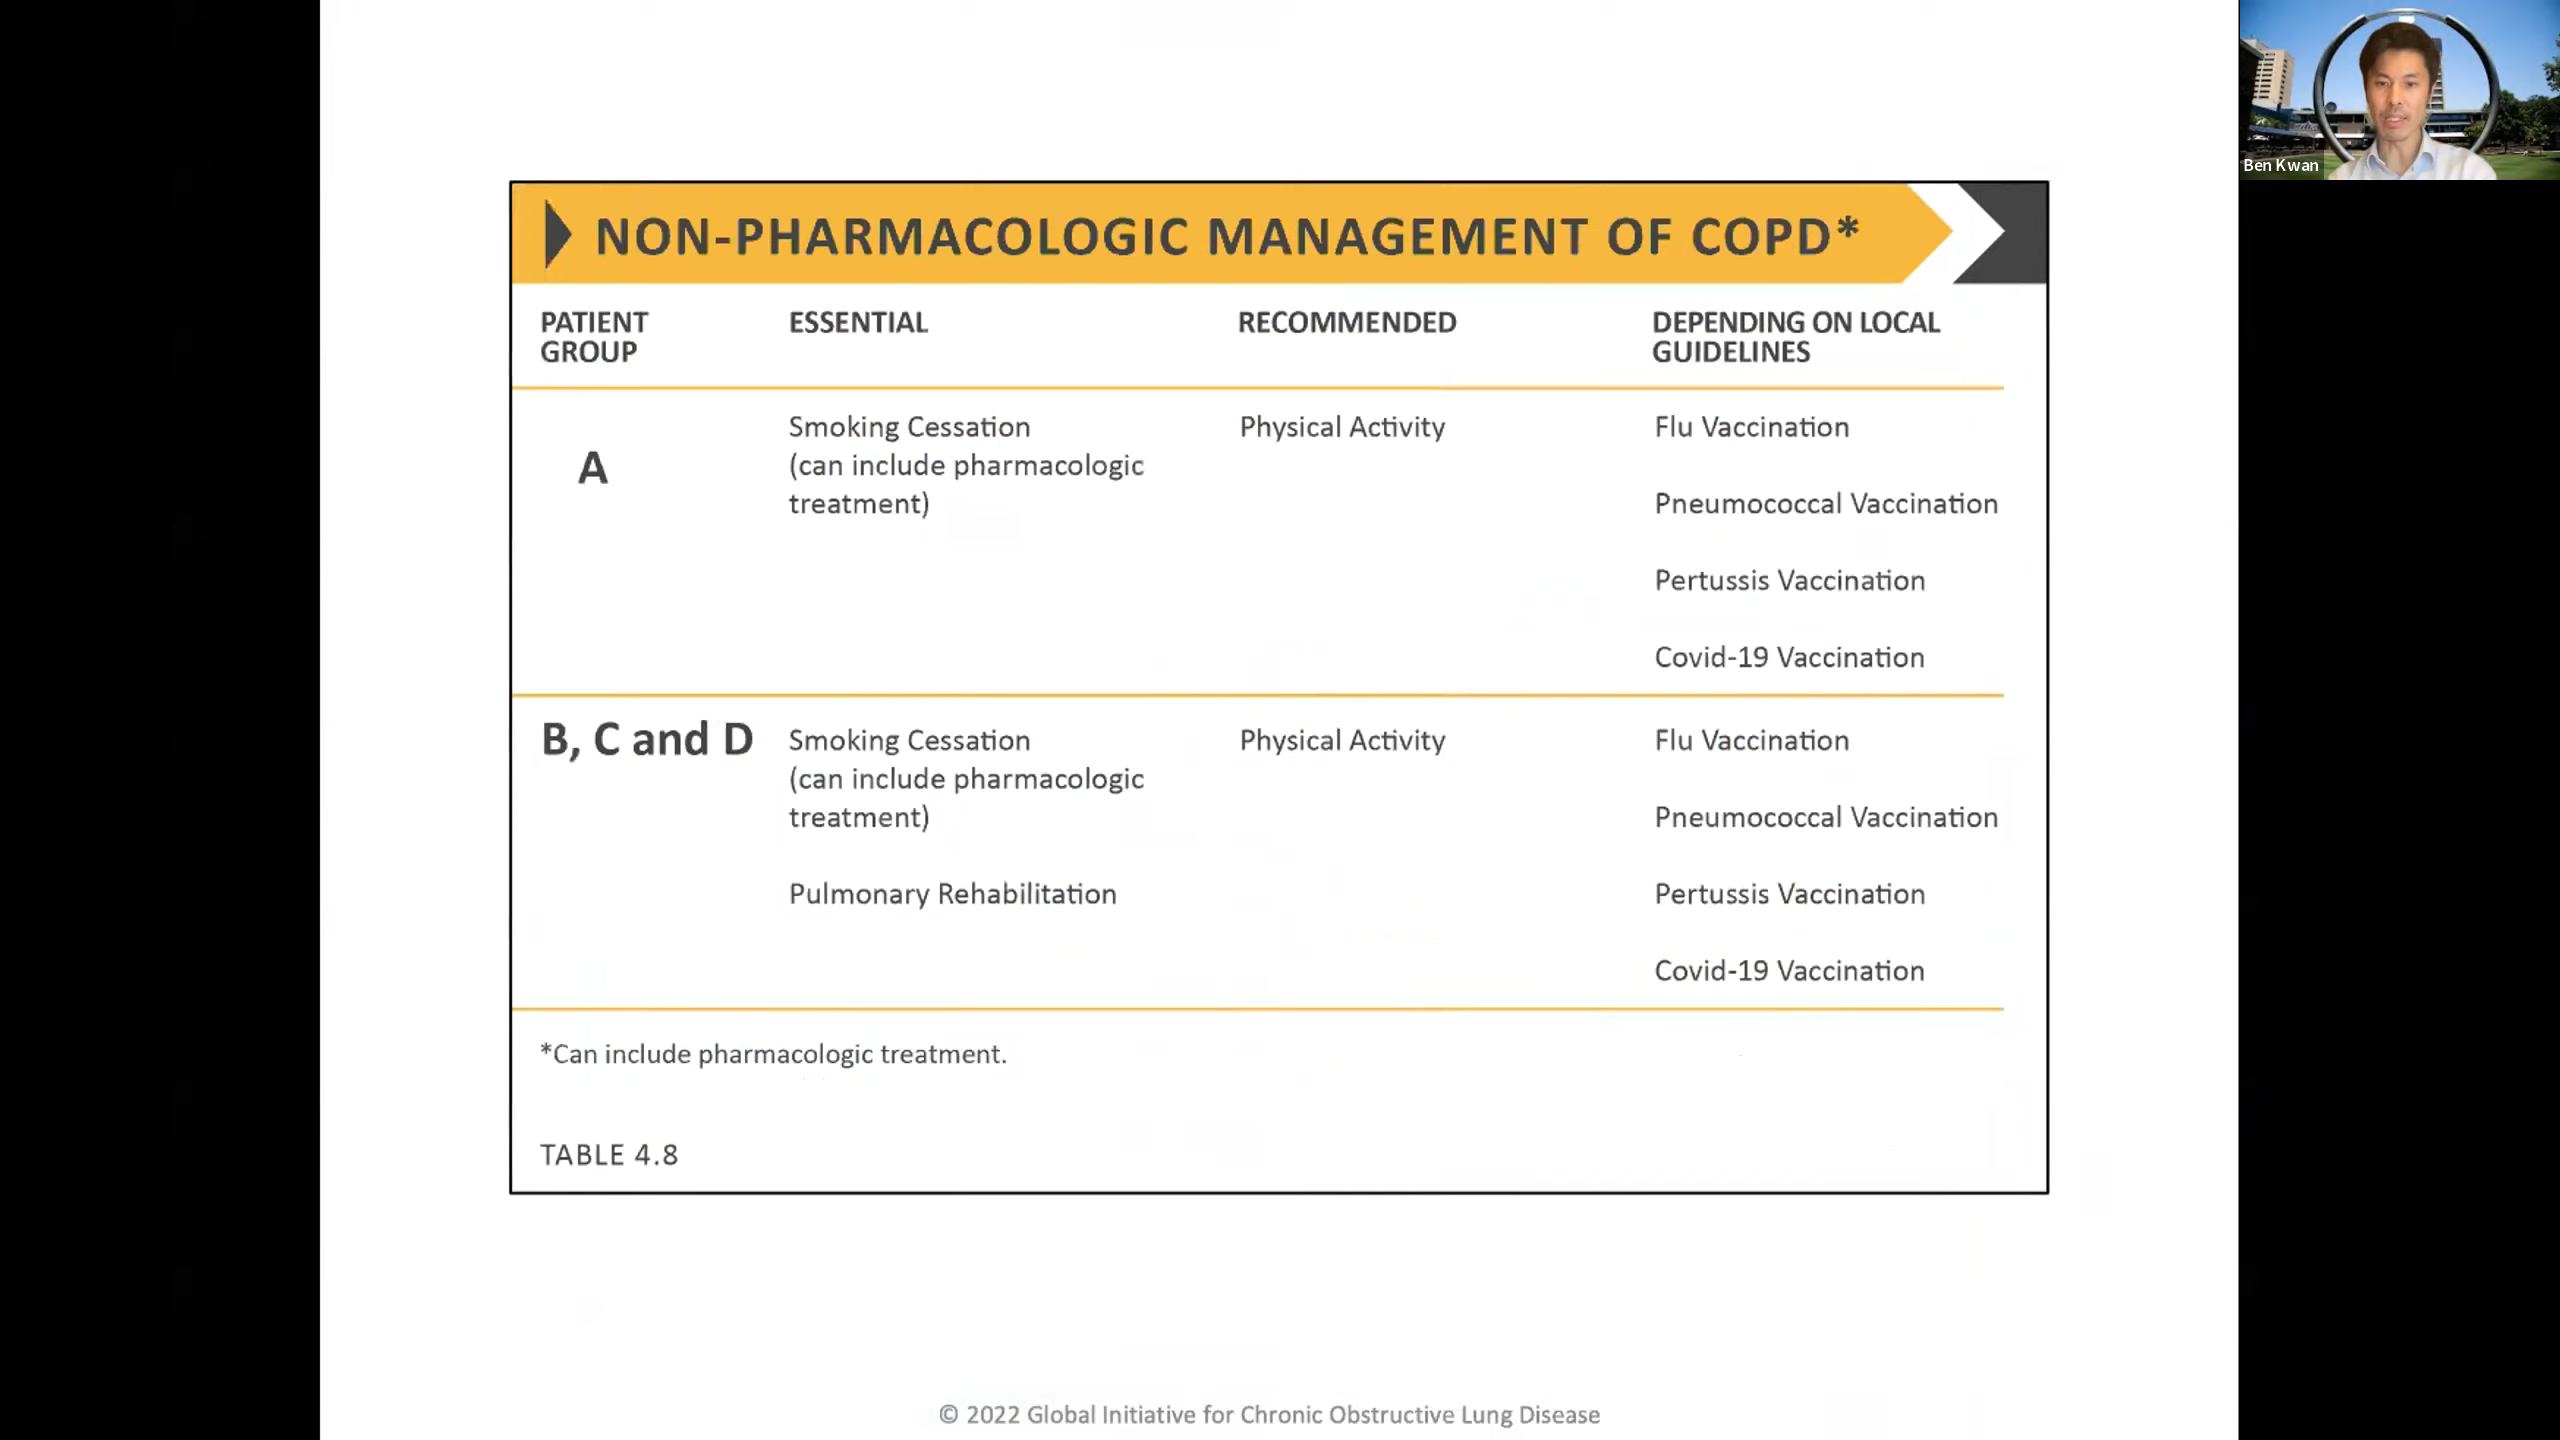 Ben Kwan
NON-PHARMACOLOGIC MANAGEMENT OF COPD*
PATIENT GROUP
ESSENTIAL
RECOMMENDED
DEPENDING ON LOCAL GUIDELINES
A
Smoking Cessation
(can include pharmacologic
treatment)
Physical Activity
Flu Vaccination
Pneumococcal Vaccination
Pertussis Vaccination
Covid-19 Vaccination
B, C and D
Smoking Cessation
(can include pharmacologic
treatment)
Pulmonary Rehabilitation
Physical Activity
Flu Vaccination
Pneumococcal Vaccination
Pertussis Vaccination
Covid-19 Vaccination
*Can include pharmacologic treatment.
TABLE 4.8
© 2022 Global Initiative for Chronic Obstructive Lung Disease